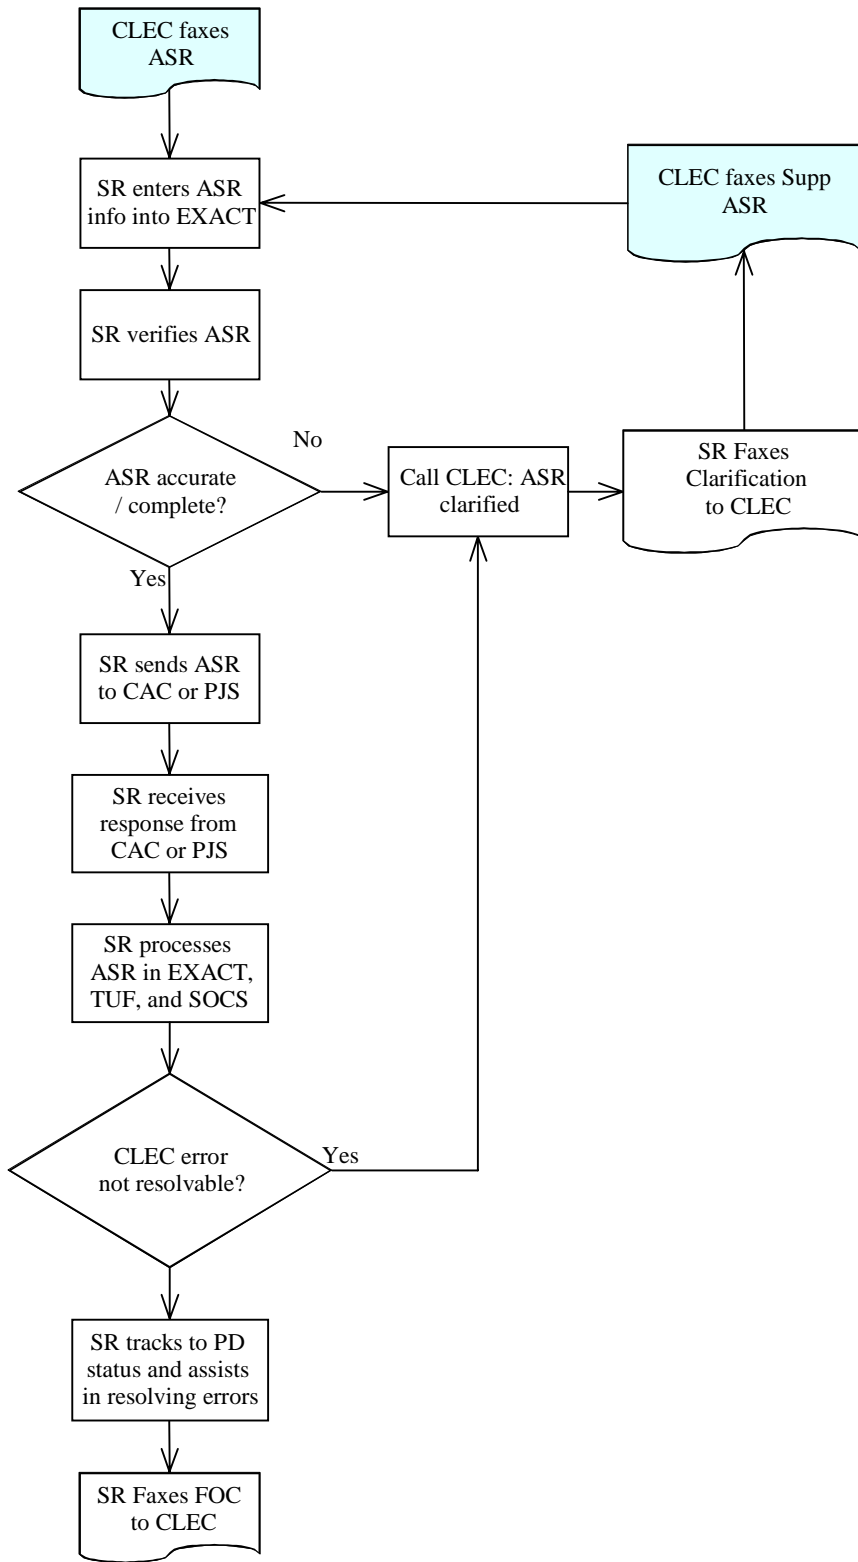 CLEC faxes
ASR
SR enters ASR
info into EXACT
CLEC faxes Supp
ASR
SR verifies ASR
No
ASR accurate
/ complete?
Call CLEC: ASR
clarified
SR Faxes
Clarification
to CLEC
Yes
SR sends ASR
to CAC or PJS
SR receives
response from
CAC or PJS
SR processes
ASR in EXACT,
TUF, and SOCS
CLEC error
not resolvable?
Yes
SR tracks to PD
status and assists
in resolving errors
SR Faxes FOC
to CLEC